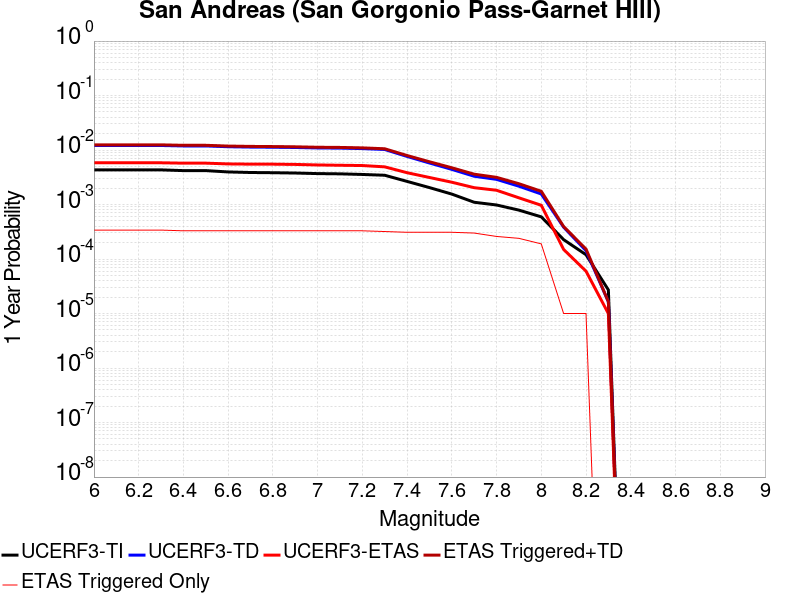 San Andreas (San Gorgonio Pass-Garnet HIll)
10^0
10^-1
10^-2
10^-3
10^-4
10^-5
10^-6
10^-7
10^-8
1 Year Probability
6 6.2 6.4 6.6 6.8 7 7.2 7.4 7.6 7.8 8 8.2 8.4 8.6 8.8 9
Magnitude
UCERF3-TI UCERF3-TD UCERF3-ETAS ETAS Triggered+TD
ETAS Triggered Only